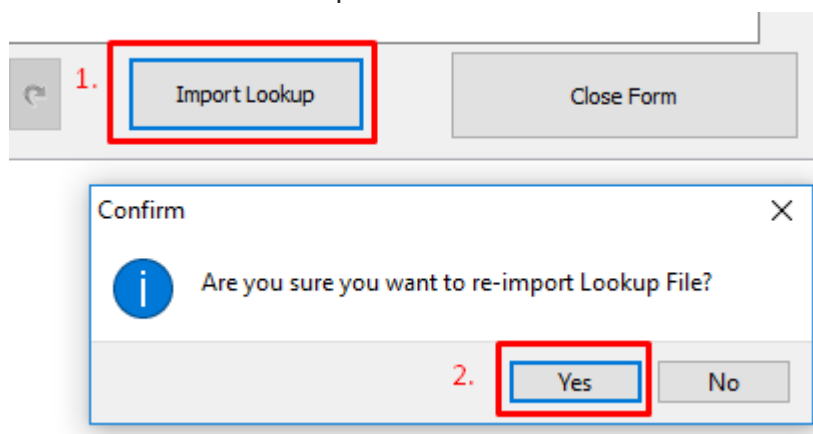 1.
Import Lookup
Close Form
Confirm
Are you sure you want to re-import Lookup File?
2.
Yes
No